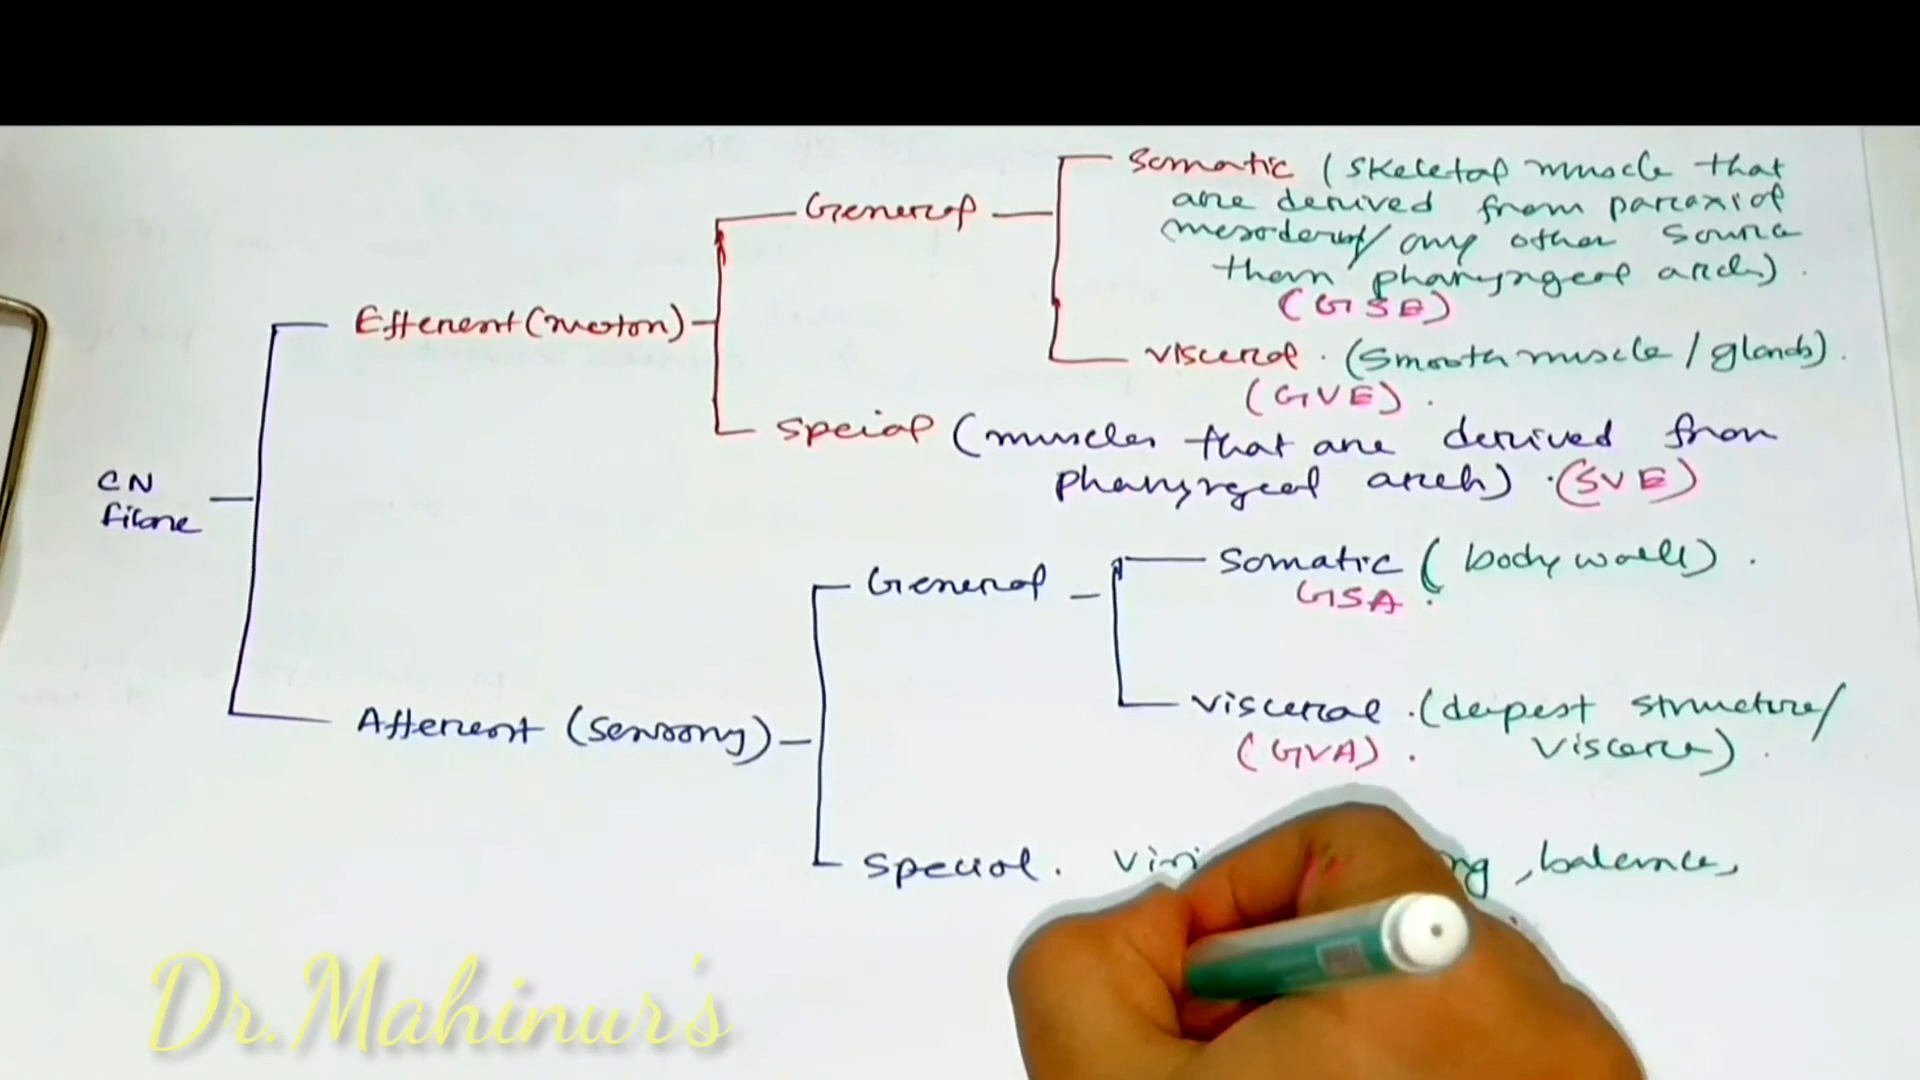 Somatic (skeletal muscle that
General
are derived from paraxial
mesoderm/ any other source
than pharyngeal arch).
(GSE)
Efferent (motor)
visceral. (smooth muscle / glands).
(GVE).
special (muscles that are derived from
pharyngeal arch). (SVE)
CN
fibre
Somatic (body wall).
GSA.
General
visceral. (deepest structure/
Afferent (sensory)
(GVA). viscera).
special. , balance,
Dr.Mahinur's